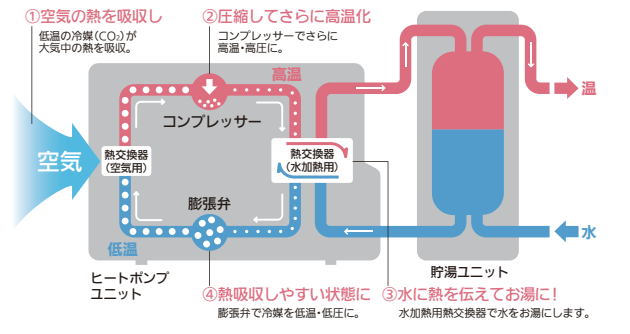 ①空気の熱を吸収し
低温の冷媒(CO₂)が
大気中の熱を吸収。
②圧縮してさらに高温化
コンプレッサーでさらに
高温・高圧に。
高温
コンプレッサー
空気
熱交換器
(空気用)
熱交換器
(水加熱用)
温
膨張弁
低温
水
ヒートポンプ
ユニット
貯湯ユニット
④熱吸収しやすい状態に
膨張弁で冷媒を低温・低圧に。
③水に熱を伝えてお湯に!
水加熱用熱交換器で水をお湯にします。